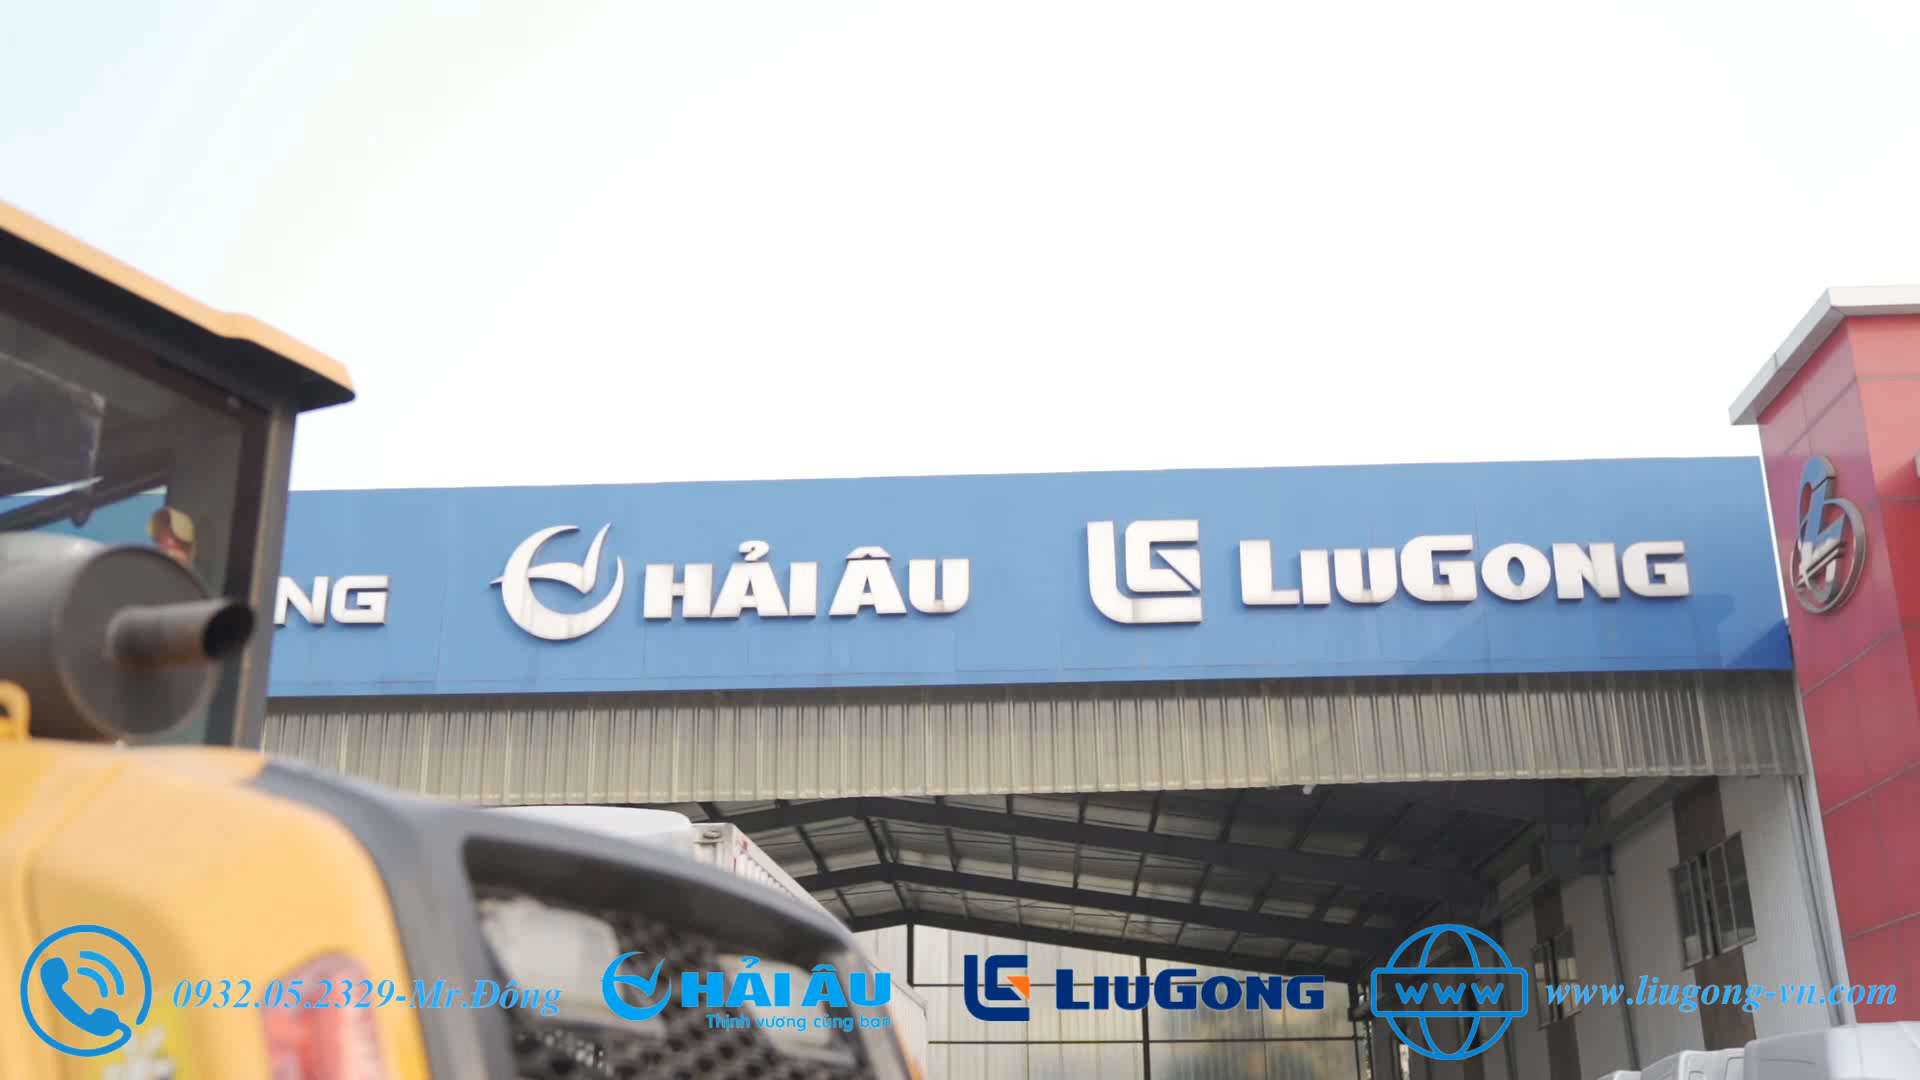 NG
HẢI ÂU
LG LIUGONG
0932.05.2329-Mr.Đông
HẢI ÂU
Thịnh vượng cùng bạn
LIUGONG
WWW
www.liugong-vn.com